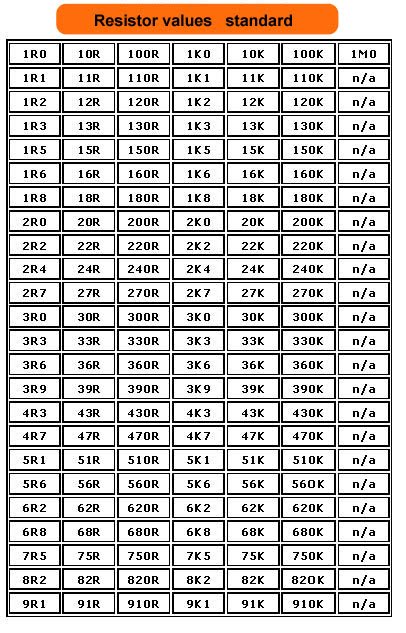 Resistor values standard
1R0 10R 100R 1K0 10K 100K 1M0
1R1 11R 110R 1K1 11K 110K n/a
1R2 12R 120R 1K2 12K 120K n/a
1R3 13R 130R 1K3 13K 130K n/a
1R5 15R 150R 1K5 15K 150K n/a
1R6 16R 160R 1K6 16K 160K n/a
1R8 18R 180R 1K8 18K 180K n/a
2R0 20R 200R 2K0 20K 200K n/a
2R2 22R 220R 2K2 22K 220K n/a
2R4 24R 240R 2K4 24K 240K n/a
2R7 27R 270R 2K7 27K 270K n/a
3R0 30R 300R 3K0 30K 300K n/a
3R3 33R 330R 3K3 33K 330K n/a
3R6 36R 360R 3K6 36K 360K n/a
3R9 39R 390R 3K9 39K 390K n/a
4R3 43R 430R 4K3 43K 430K n/a
4R7 47R 470R 4K7 47K 470K n/a
5R1 51R 510R 5K1 51K 510K n/a
5R6 56R 560R 5K6 56K 560K n/a
6R2 62R 620R 6K2 62K 620K n/a
6R8 68R 680R 6K8 68K 680K n/a
7R5 75R 750R 7K5 75K 750K n/a
8R2 82R 820R 8K2 82K 820K n/a
9R1 91R 910R 9K1 91K 910K n/a